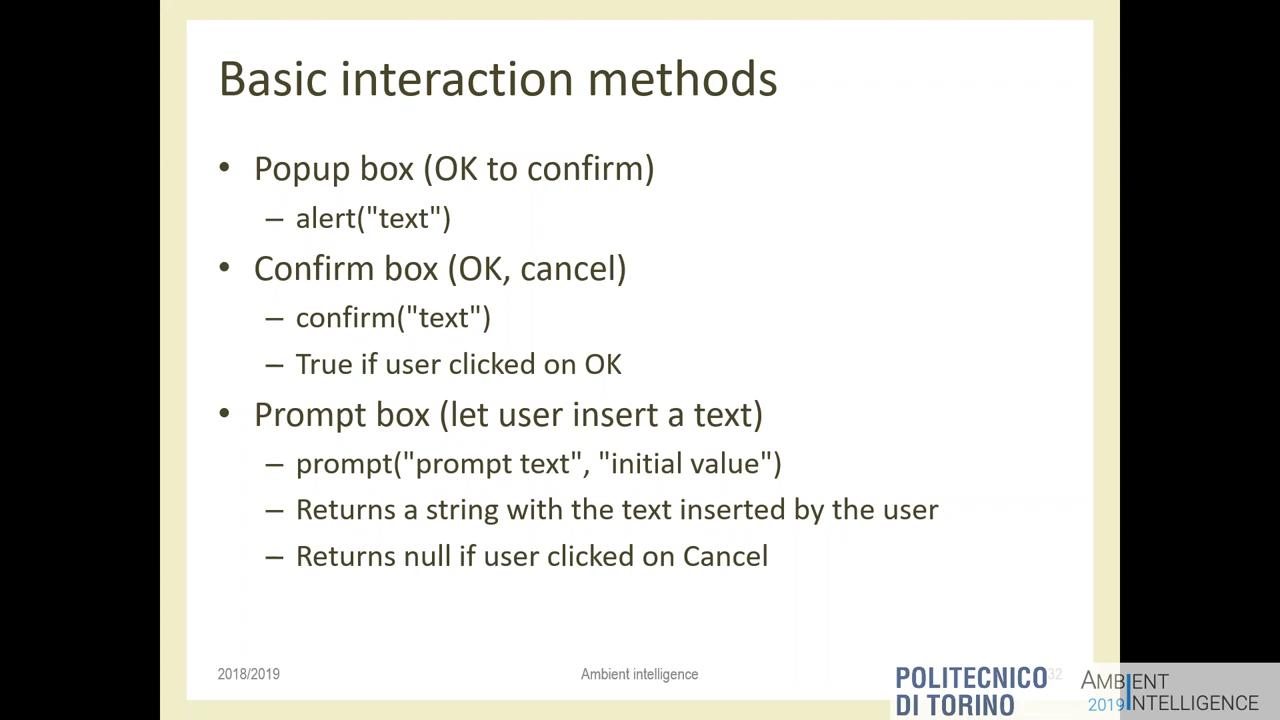 Basic interaction methods
• Popup box (OK to confirm)
– alert("text")
• Confirm box (OK, cancel)
– confirm("text")
– True if user clicked on OK
• Prompt box (let user insert a text)
– prompt("prompt text", "initial value")
– Returns a string with the text inserted by the user
– Returns null if user clicked on Cancel
2018/2019
Ambient intelligence
32
POLITECNICO
DI TORINO
AMBIENT
2019 INTELLIGENCE